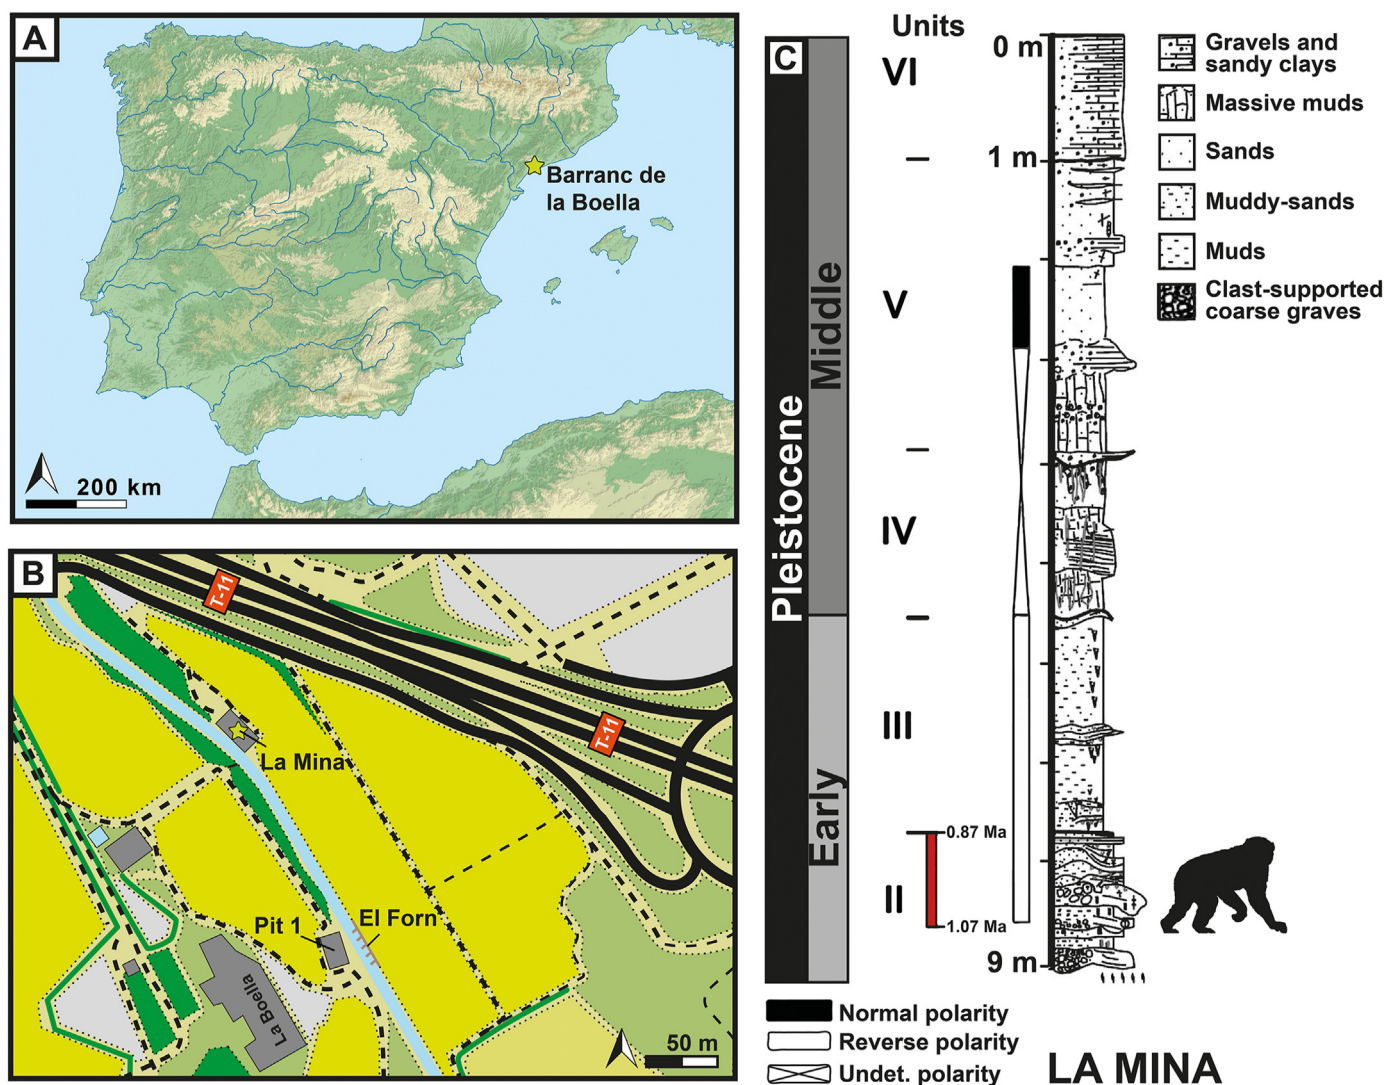 A
Barranc de
la Boella
200 km
B
T-11
T-11
La Mina
Pit 1
El Forn
La Boella
50 m
C
Pleistocene
Middle
Early
Units
VI
V
IV
III
II
0.87 Ma
1.07 Ma
0 m
1 m
9 m
Gravels and
sandy clays
Massive muds
Sands
Muddy-sands
Muds
Clast-supported
coarse graves
Normal polarity
Reverse polarity
Undet. polarity
LA MINA